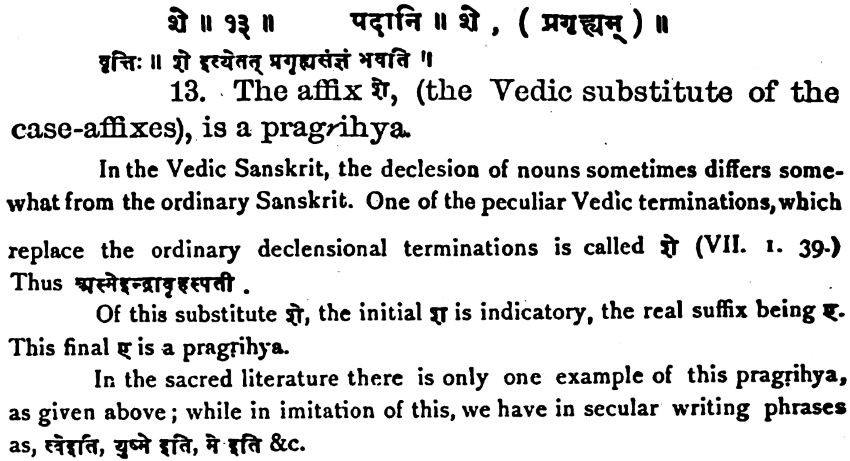 शे ॥ १३ ॥ पदानि ॥ शे , ( प्रगृह्यम् ) ॥
वृत्तिः ॥ शे इत्येतत् प्रगृह्यसंज्ञं भवति ॥
13. The affix शे, (the Vedic substitute of the
case-affixes), is a pragrihya.
In the Vedic Sanskrit, the declesion of nouns sometimes differs some-
what from the ordinary Sanskrit. One of the peculiar Vedic terminations, which
replace the ordinary declensional terminations is called शे (VII. 1. 39.)
Thus अस्मेइन्द्रावृहस्पती .
Of this substitute शे, the initial श is indicatory, the real suffix being ए.
This final ए is a pragṛihya.
In the sacred literature there is only one example of this pragṛihya,
as given above; while in imitation of this, we have in secular writing phrases
as, त्वेइति, युष्मे इति, मे इति &c.